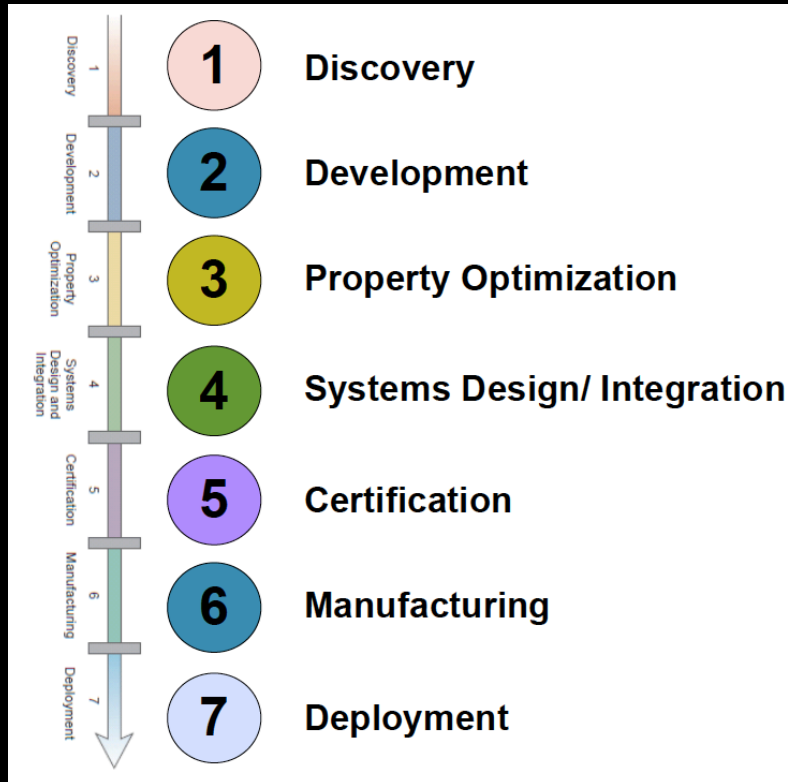 1 Discovery
1 Discovery
2 Development
2 Development
3 Property
Optimization
3 Property Optimization
4 Systems
Design and
Integration
4 Systems Design/ Integration
5 Certification
5 Certification
6 Manufacturing
6 Manufacturing
7 Deployment
7 Deployment